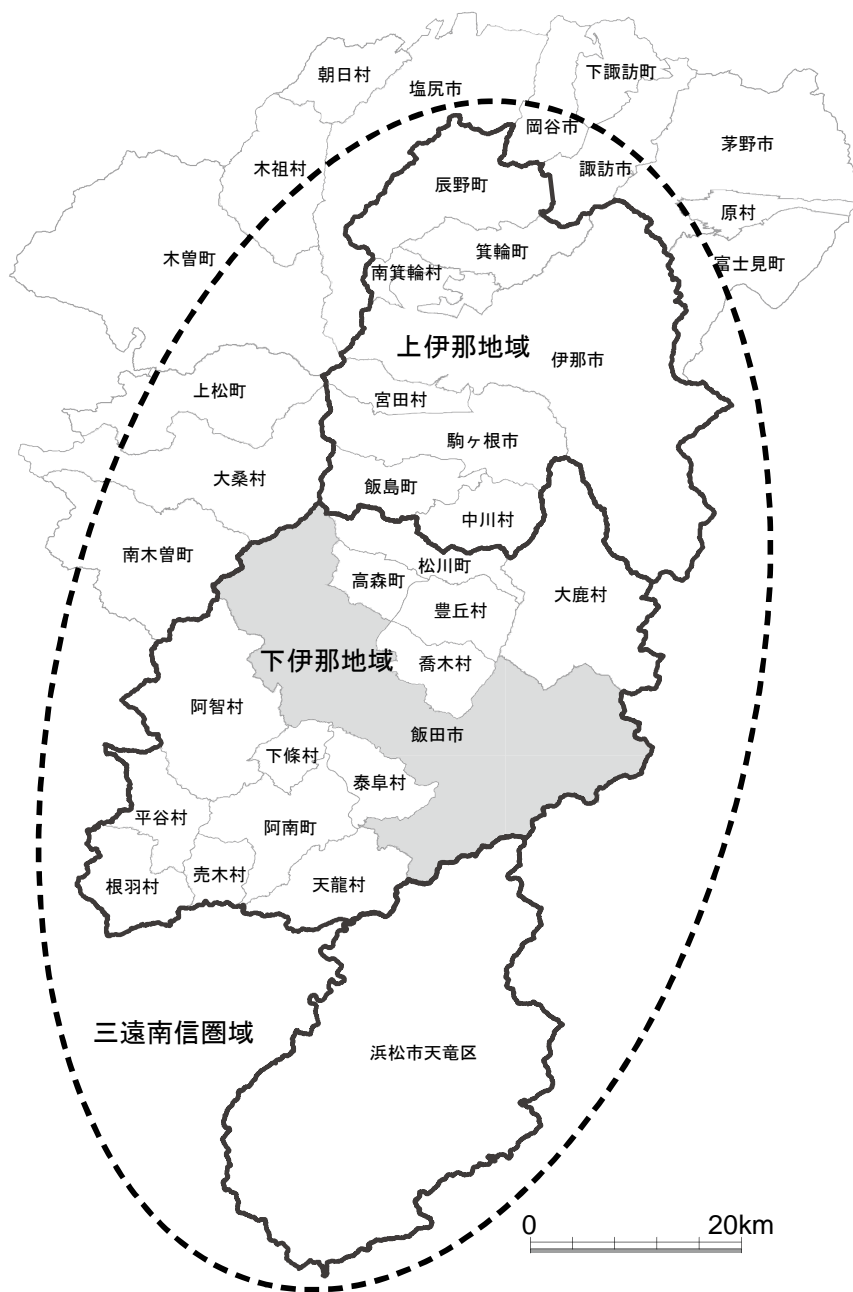 朝日村
塩尻市
下諏訪町
岡谷市
茅野市
木祖村
諏訪市
辰野町
原村
木曽町
箕輪町
富士見町
南箕輪村
上伊那地域
伊那市
上松町
宮田村
駒ヶ根市
大桑村
飯島町
中川村
南木曽町
松川町
高森町
大鹿村
豊丘村
下伊那地域
喬木村
阿智村
飯田市
下條村
泰阜村
平谷村
阿南町
売木村
根羽村
天龍村
三遠南信圏域
浜松市天竜区
0 20km